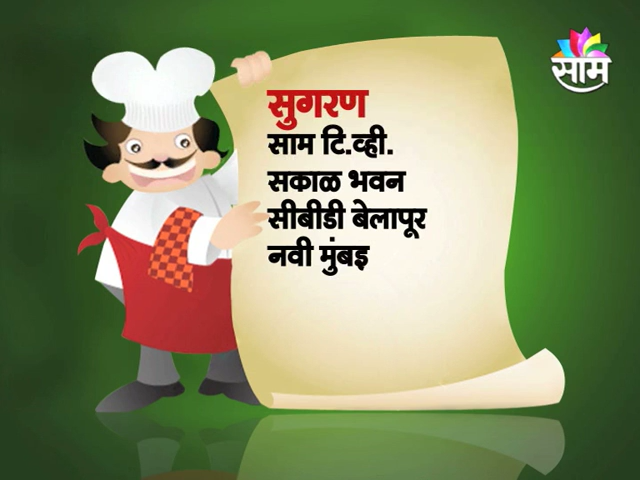 साम
सुगरण
साम टि.व्ही.
सकाळ भवन
सीबीडी बेलापूर
नवी मुंबइ